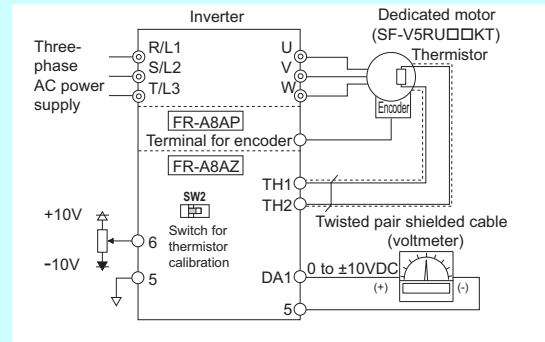 Inverter
Dedicated motor
(SF-V5RU□□KT)
Thermistor
Three-
phase
AC power
supply
R/L1
S/L2
T/L3
U
V
W
Encoder
FR-A8AP
Terminal for encoder
FR-A8AZ
TH1
TH2
SW2
Switch for
thermistor
calibration
Twisted pair shielded cable
(voltmeter)
+10V
-10V
6
5
DA1
0 to ±10VDC
(+)
(-)
5